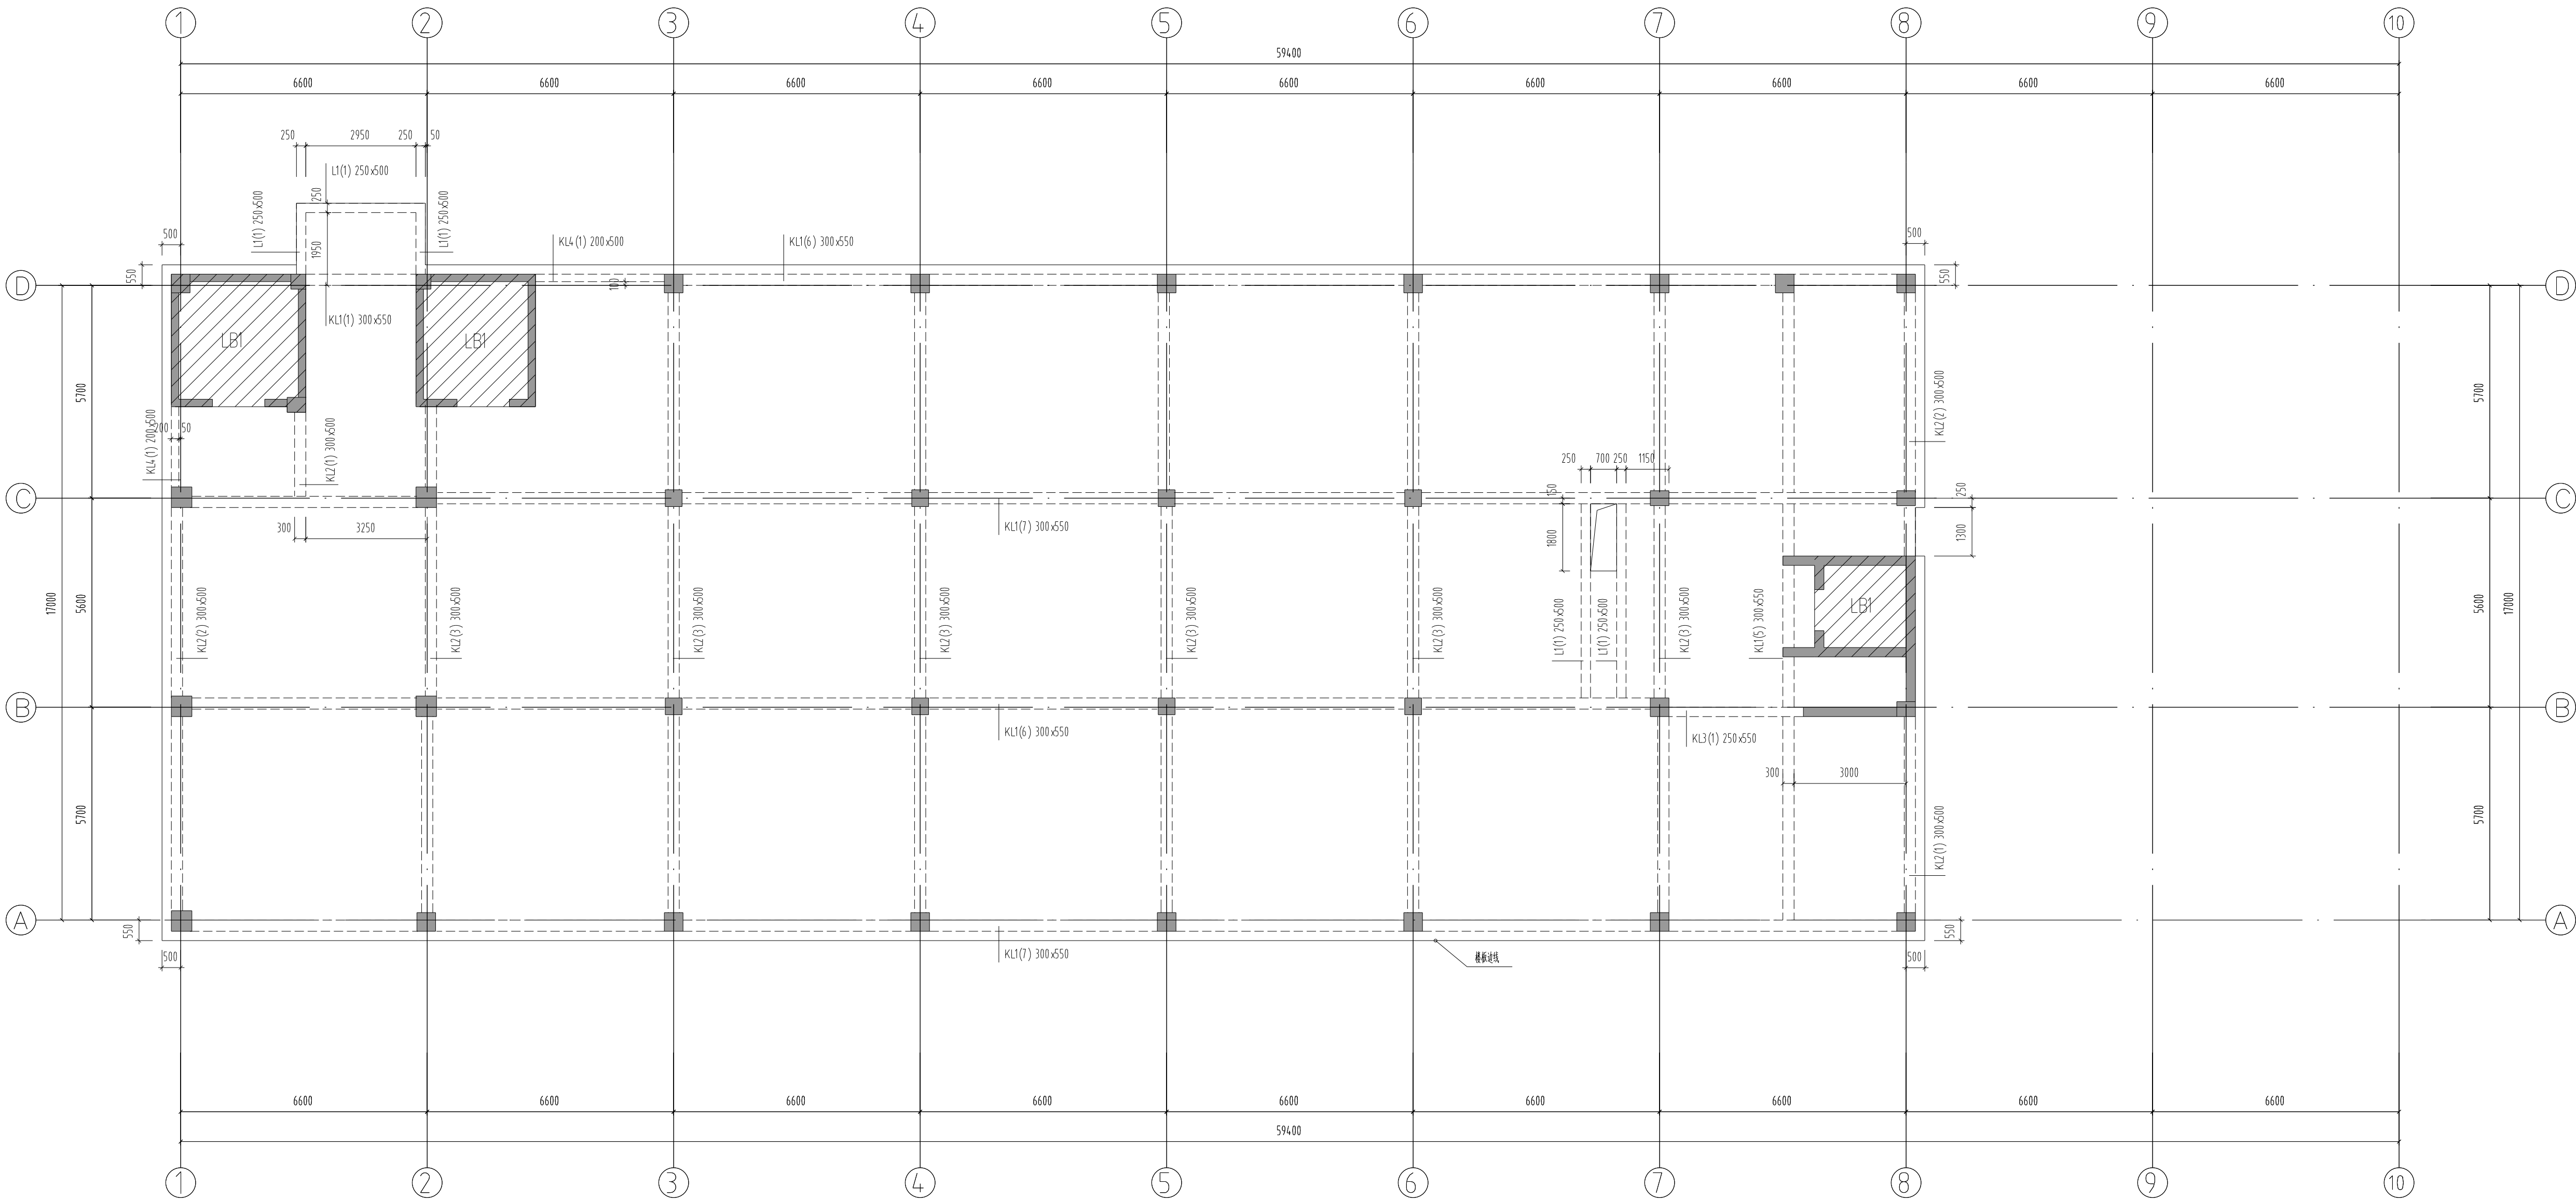 1 2 3 4 5 6 7 8 9 10
59400
6600 6600 6600 6600 6600 6600 6600 6600 6600
250 2950 250 50
L1(1) 250x500
250
L1(1) 250x500
L1(1) 250x500
1950
500
KL4(1) 200x500
KL1(6) 300x550
500
550
550
D
D
100
KL1(1) 300x550
LB1
LB1
5700
5700
KL2(2) 300x500
KL4(1) 200x500
200 50
KL2(1) 300x500
250 700 250 1150
150
250
C
C
300 3250
KL1(7) 300x550
1800
1300
17000
5600
KL2(2) 300x500
KL2(3) 300x500
KL2(3) 300x500
KL2(3) 300x500
KL2(3) 300x500
KL2(3) 300x500
L1(1) 250x500
L1(1) 250x500
KL2(3) 300x500
KL1(5) 300x550
LB1
5600
17000
B
B
KL1(6) 300x550
KL3(1) 250x550
300 3000
5700
5700
KL2(1) 300x500
A
A
550
550
500
KL1(7) 300x550
楼板边线
500
6600 6600 6600 6600 6600 6600 6600 6600 6600
59400
1 2 3 4 5 6 7 8 9 10